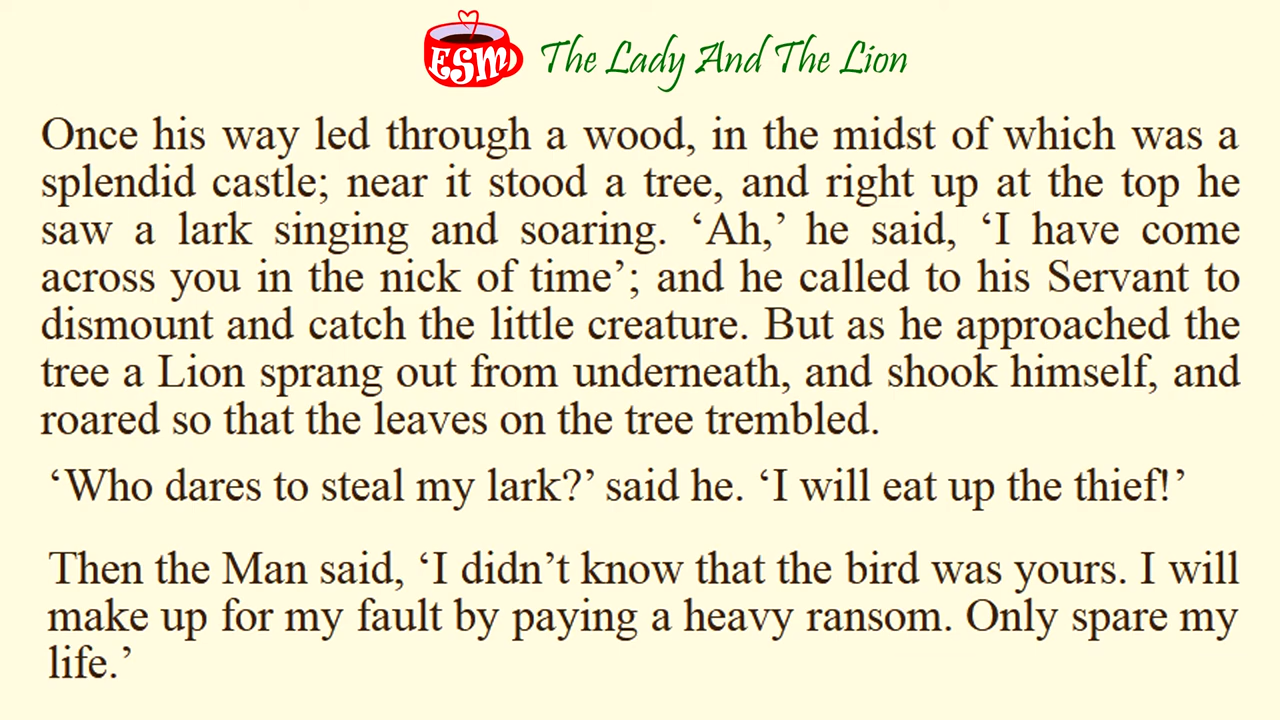 ESM The Lady And The Lion
Once his way led through a wood, in the midst of which was a
splendid castle; near it stood a tree, and right up at the top he
saw a lark singing and soaring. ‘Ah,’ he said, ‘I have come
across you in the nick of time’; and he called to his Servant to
dismount and catch the little creature. But as he approached the
tree a Lion sprang out from underneath, and shook himself, and
roared so that the leaves on the tree trembled.
‘Who dares to steal my lark?’ said he. ‘I will eat up the thief!’
Then the Man said, ‘I didn’t know that the bird was yours. I will
make up for my fault by paying a heavy ransom. Only spare my
life.’